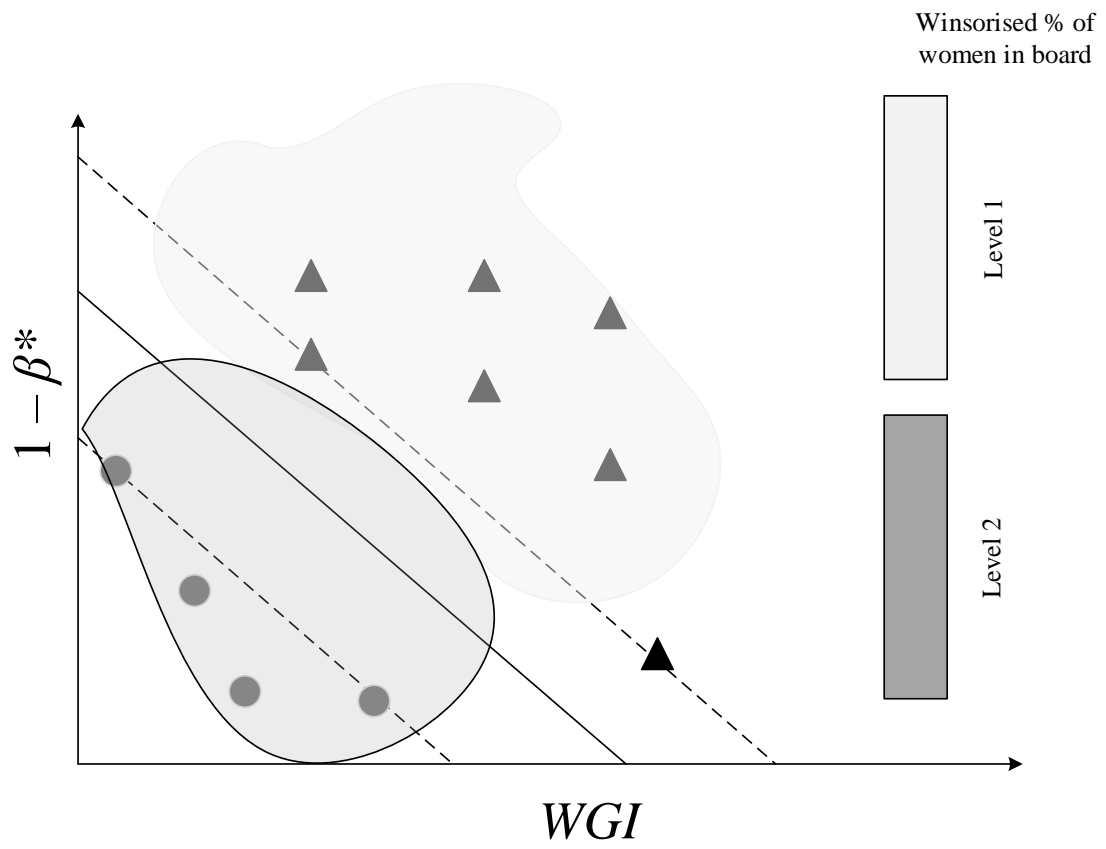 Winsorised % of
women in board
Level 1
1 − β*
Level 2
WGI